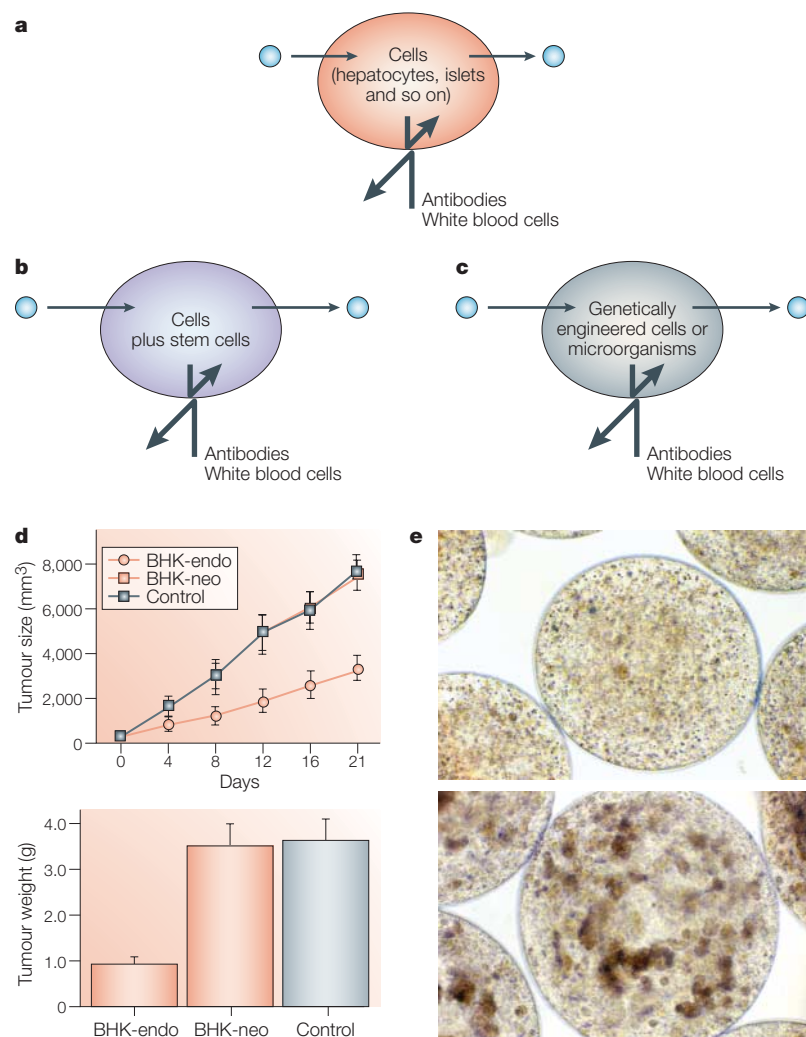 a
Cells
(hepatocytes, islets
and so on)
Antibodies
White blood cells
b
Cells
plus stem cells
Antibodies
White blood cells
c
Genetically
engineered cells or
microorganisms
Antibodies
White blood cells
d
BHK-endo
BHK-neo
Control
Tumour size (mm³)
8,000
6,000
4,000
2,000
0
0 4 8 12 16 21
Days
Tumour weight (g)
4.0
3.0
2.0
1.0
0
BHK-endo BHK-neo Control
e